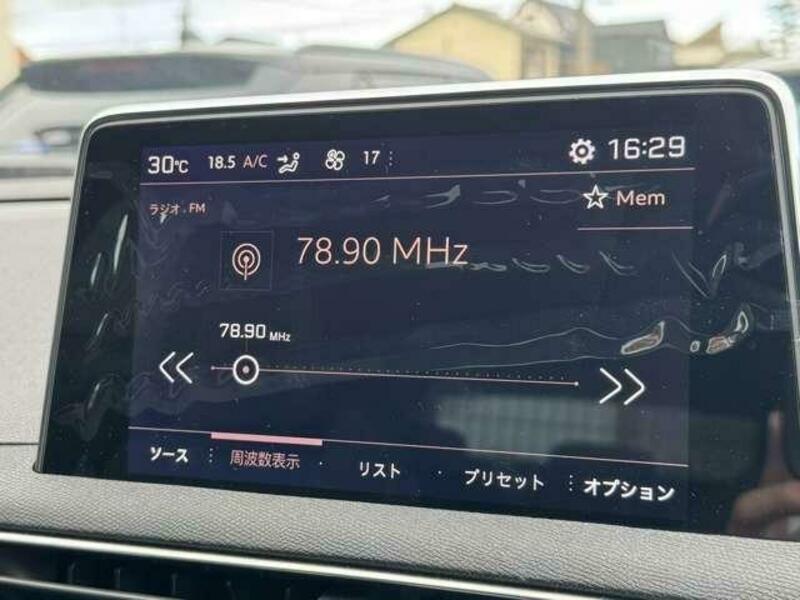 30℃ 18.5 A/C 17 16:29
ラジオ . FM
Mem
78.90 MHz
78.90 MHz
ソース 周波数表示 リスト プリセット オプション